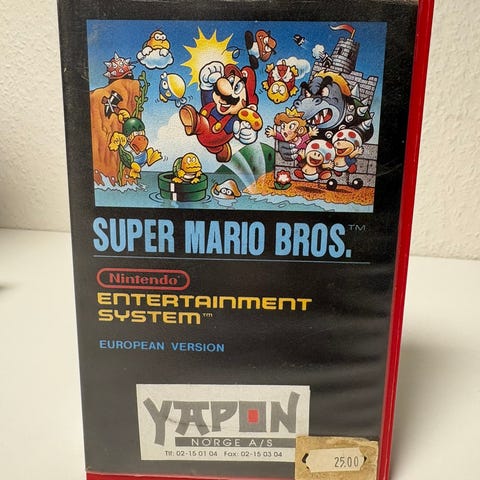 SUPER MARIO BROS.™
Nintendo®
ENTERTAINMENT
SYSTEM™
EUROPEAN VERSION
YAPON
NORGE A/S
Tlf: 02-15 01 04 Fax: 02-15 03 04
25.00